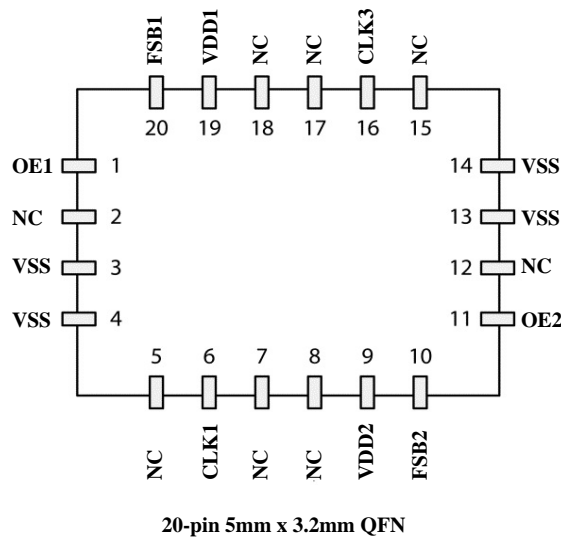 FSB1 VDD1 NC NC CLK3 NC
20 19 18 17 16 15
OE1 1 14 VSS
NC 2 13 VSS
VSS 3 12 NC
VSS 4 11 OE2
5 6 7 8 9 10
NC CLK1 NC NC VDD2 FSB2
20-pin 5mm x 3.2mm QFN